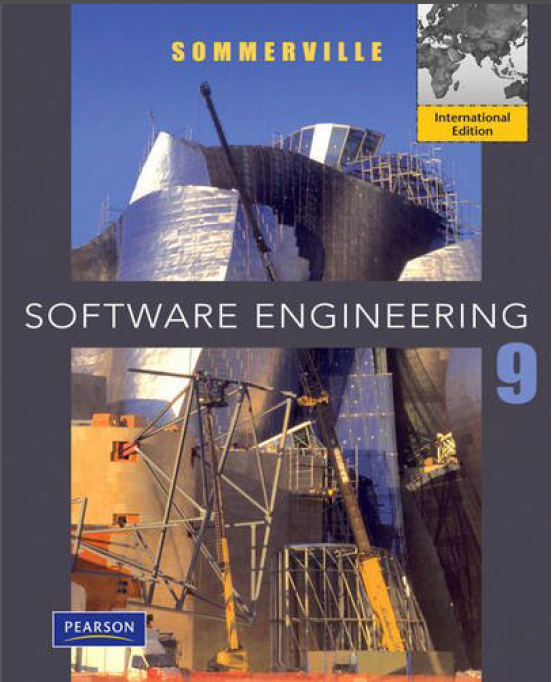 SOMMERVILLE
International
Edition
SOFTWARE ENGINEERING
9
PEARSON